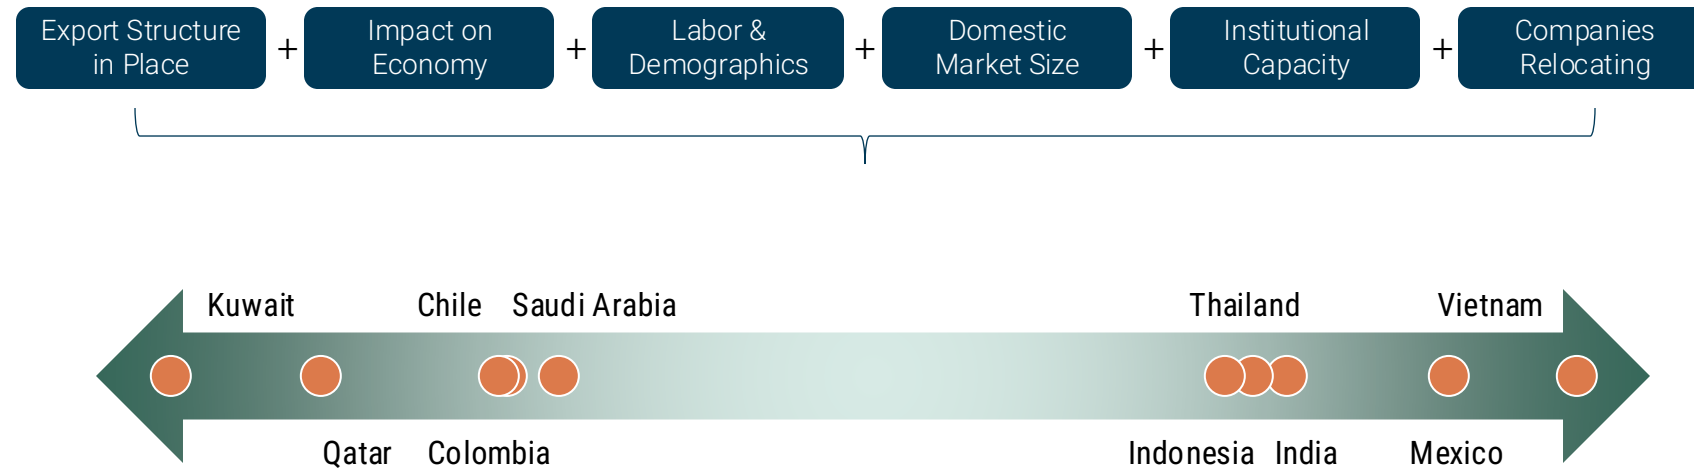 Export Structure
in Place
+
Impact on
Economy
+
Labor &
Demographics
+
Domestic
Market Size
+
Institutional
Capacity
+
Companies
Relocating
Kuwait
Chile
Saudi Arabia
Thailand
Vietnam
Qatar
Colombia
Indonesia
India
Mexico